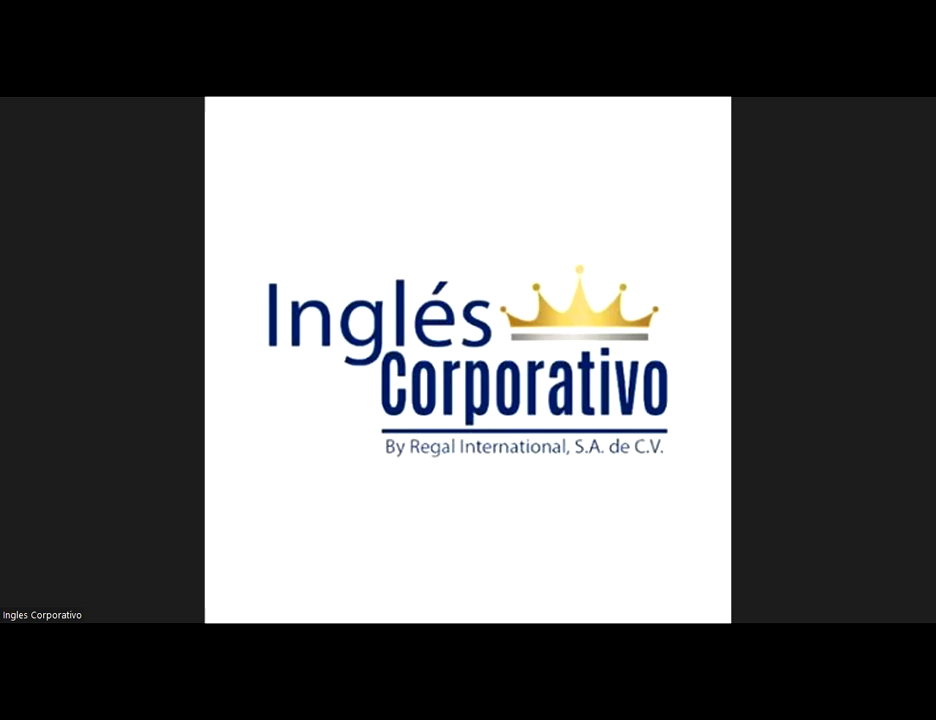 Inglés
Corporativo
By Regal International, S.A. de C.V.
Ingles Corporativo